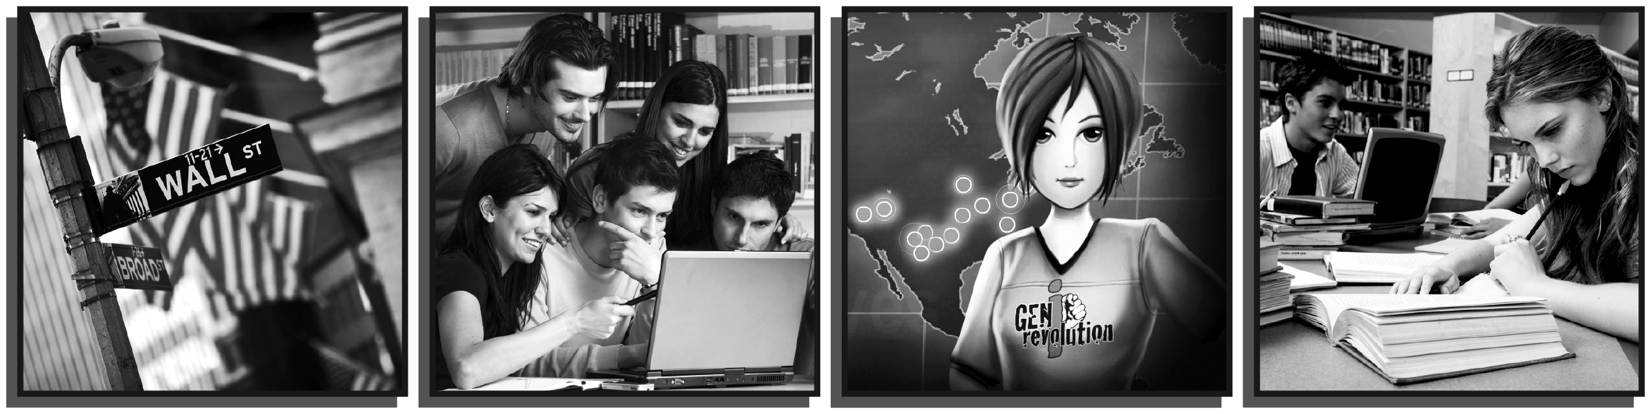 11-21→
WALL ST
BROAD ST
GEN i
revolution